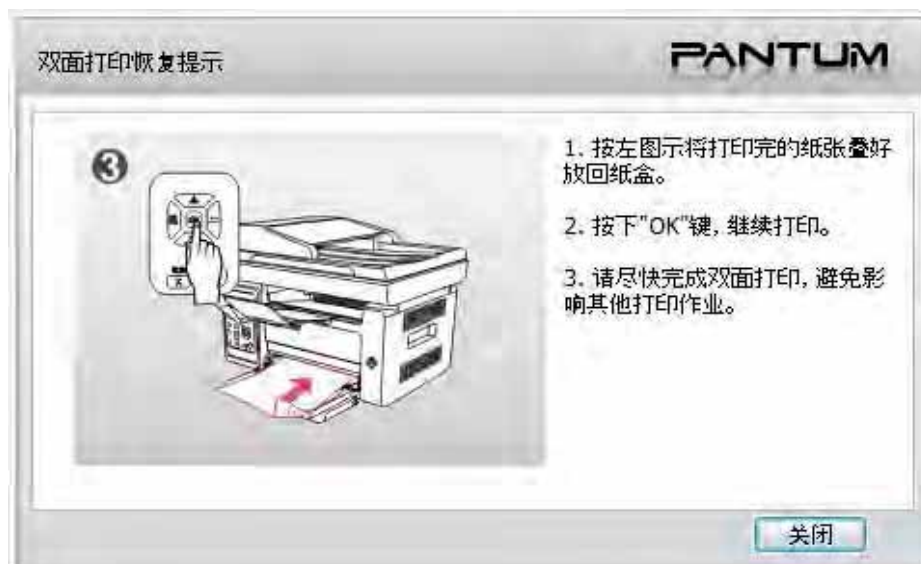 双面打印恢复提示
PANTUM
3
1. 按左图示将打印完的纸张叠好
放回纸盒。
2. 按下"OK"键, 继续打印。
3. 请尽快完成双面打印, 避免影
响其他打印作业。
关闭